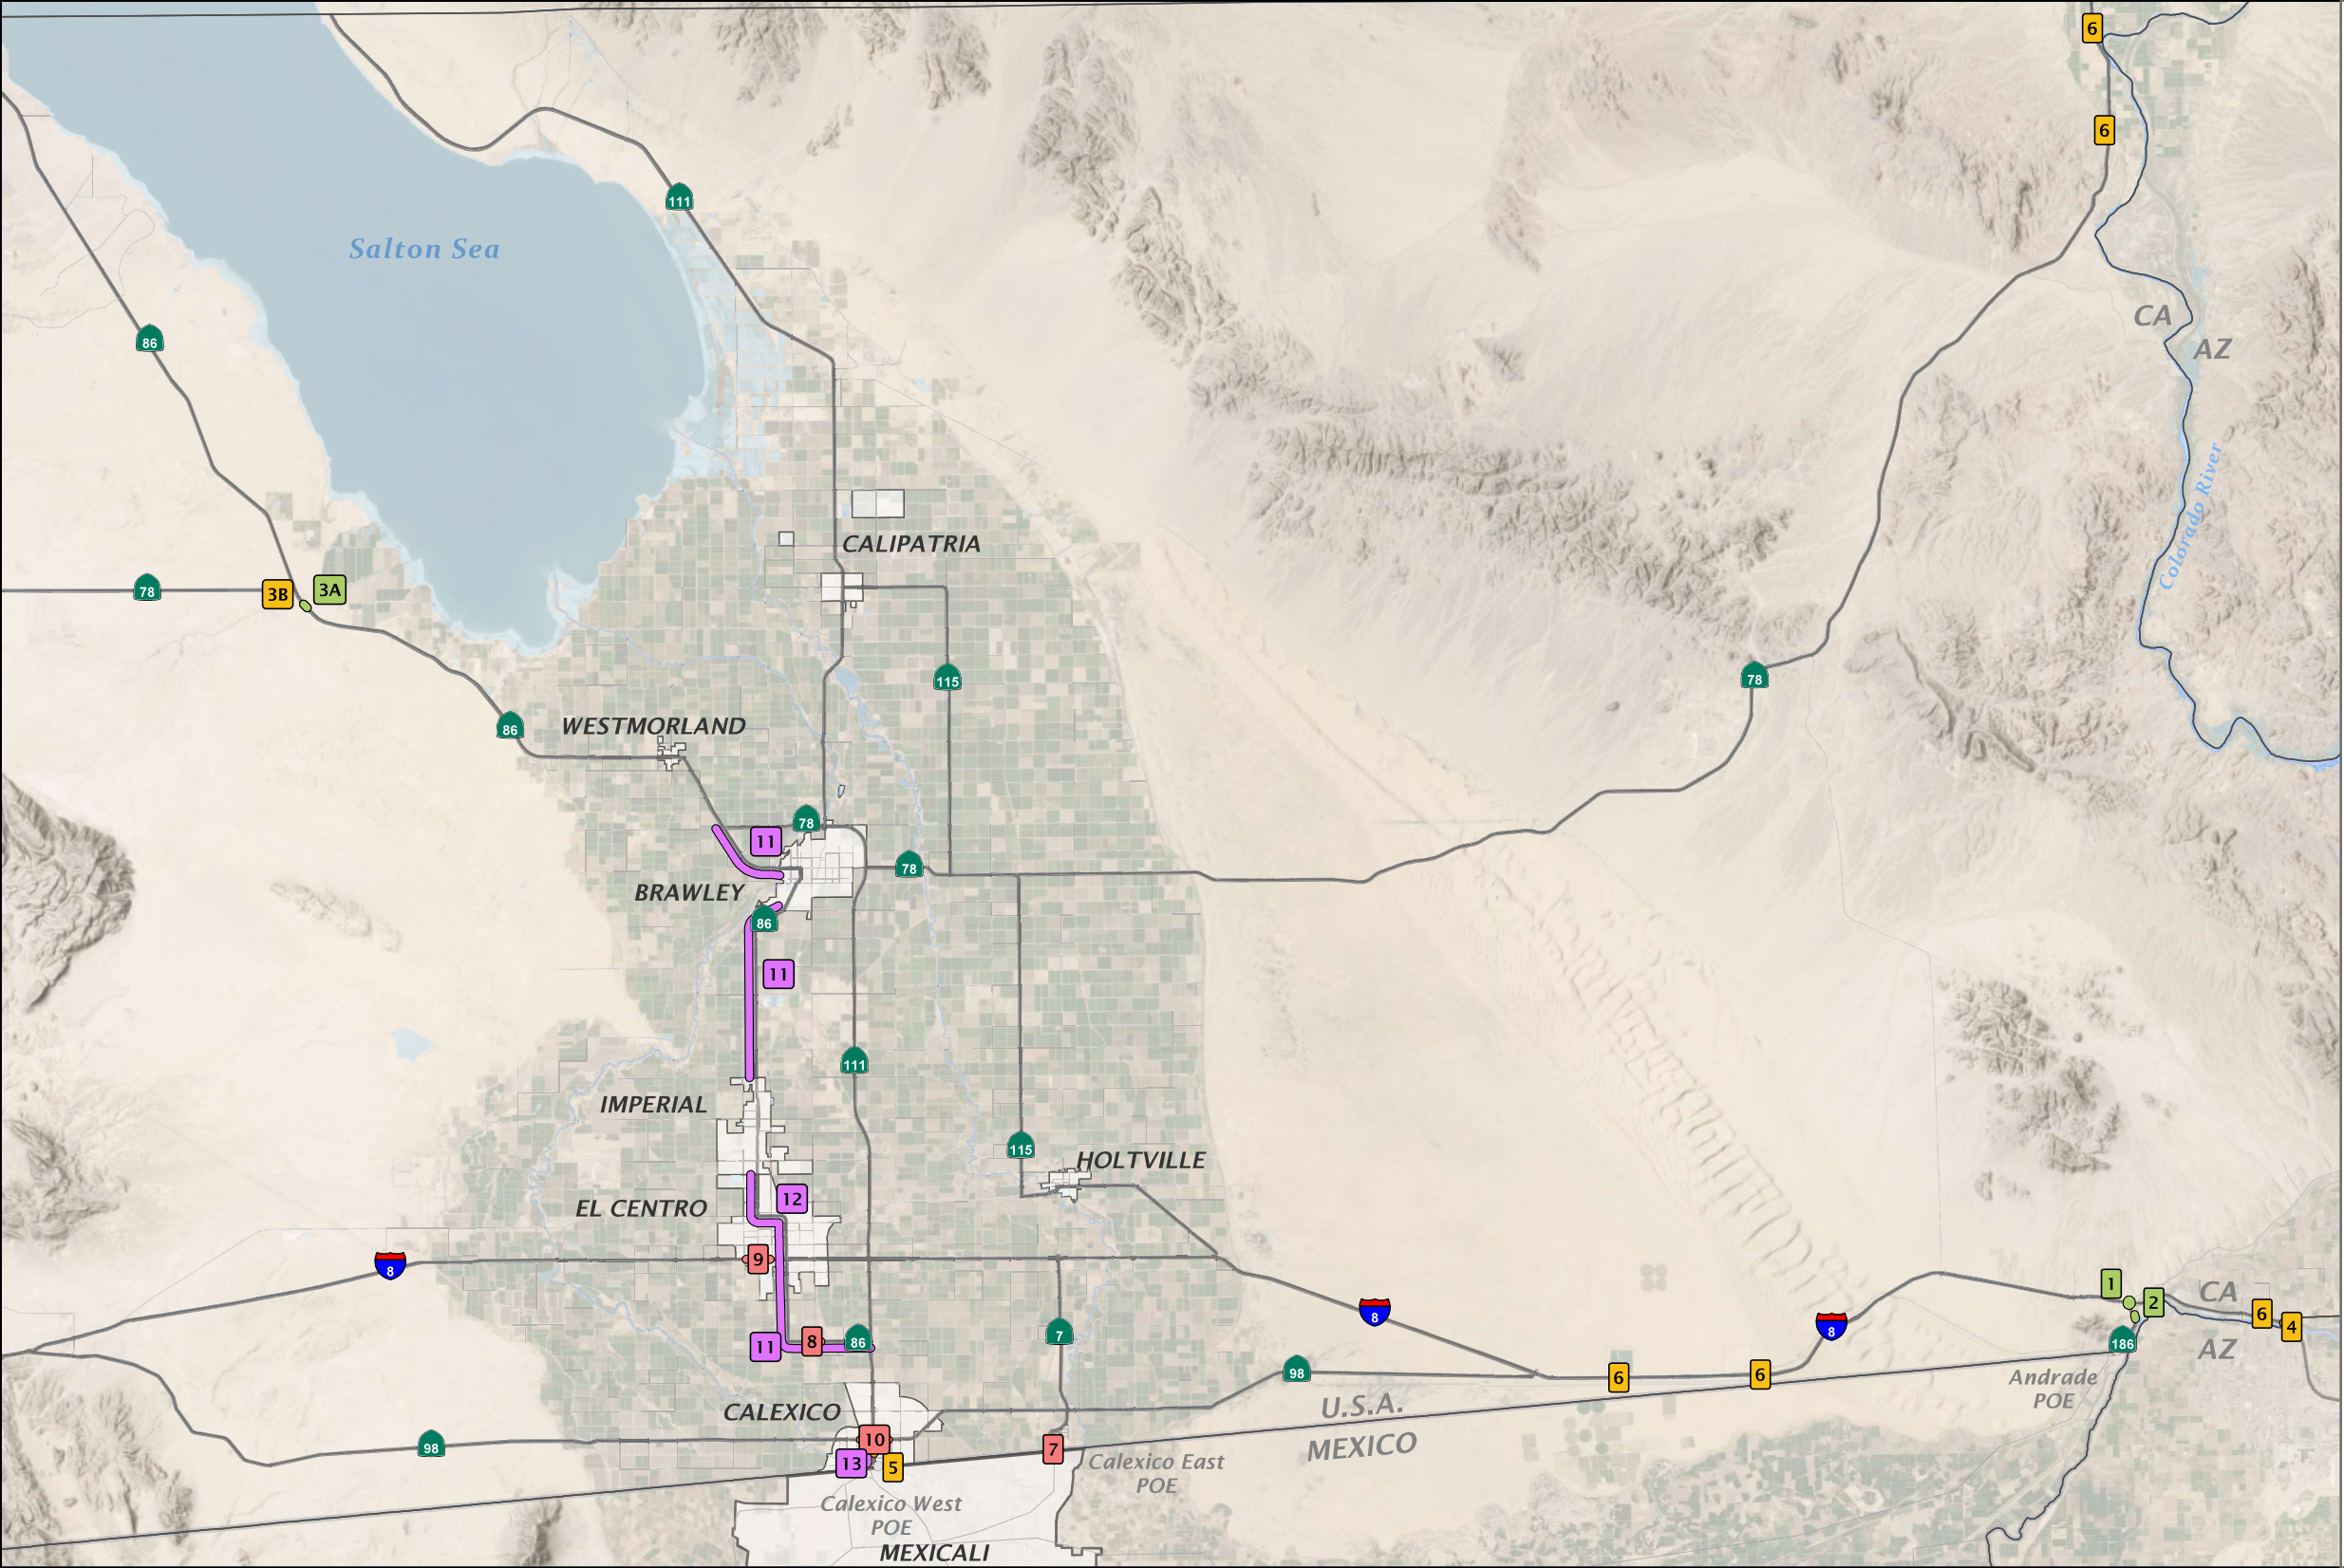 6
6
111
Salton Sea
86
CA
AZ
Colorado River
CALIPATRIA
78
3B
3A
115
78
WESTMORLAND
86
78
11
78
BRAWLEY
86
11
111
IMPERIAL
115
HOLTVILLE
12
EL CENTRO
9
8
8
8
1
2
CA
6
4
AZ
186
11
8
86
7
98
6
6
Andrade
POE
U.S.A.
MEXICO
CALEXICO
98
10
13
5
7
Calexico East
POE
Calexico West
POE
MEXICALI